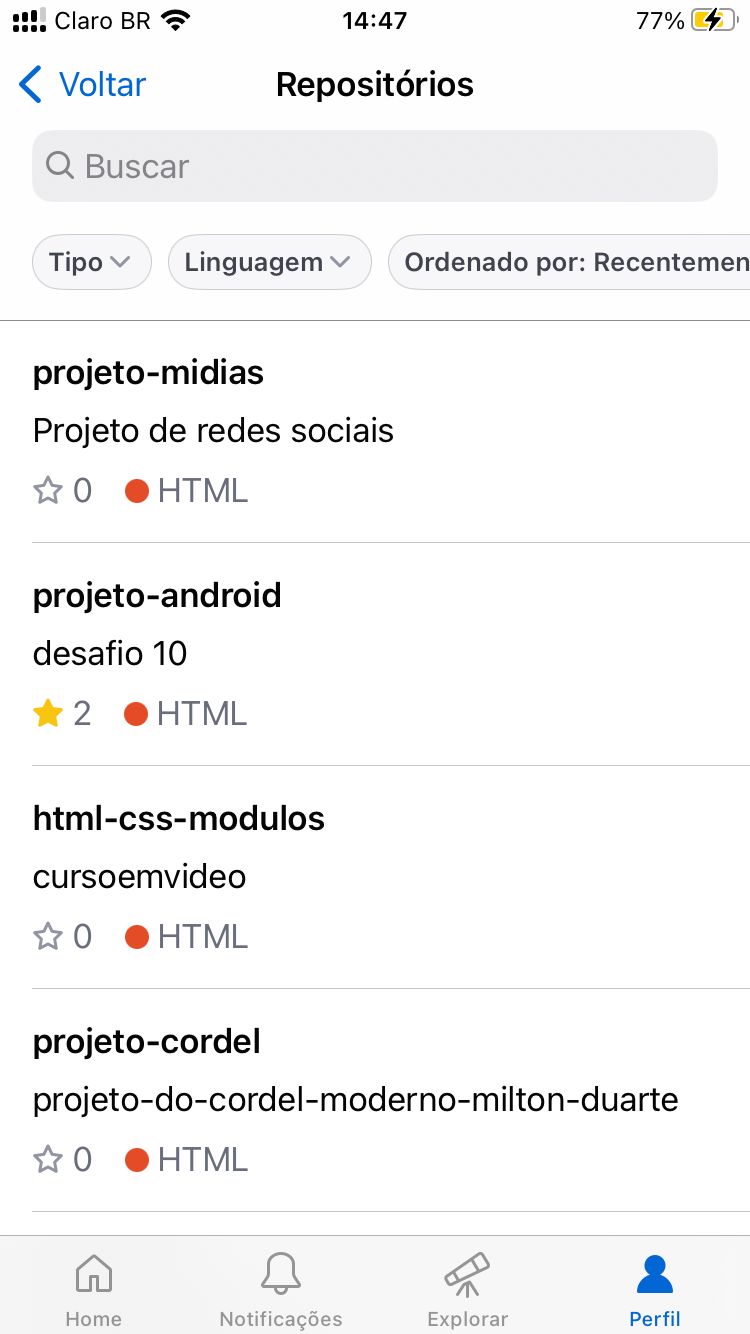 Claro BR 14:47 77%
Voltar Repositórios
Buscar
Tipo Linguagem Ordenado por: Recentemen
projeto-midias
Projeto de redes sociais
0 HTML
projeto-android
desafio 10
2 HTML
html-css-modulos
cursoemvideo
0 HTML
projeto-cordel
projeto-do-cordel-moderno-milton-duarte
0 HTML
Home Notificações Explorar Perfil